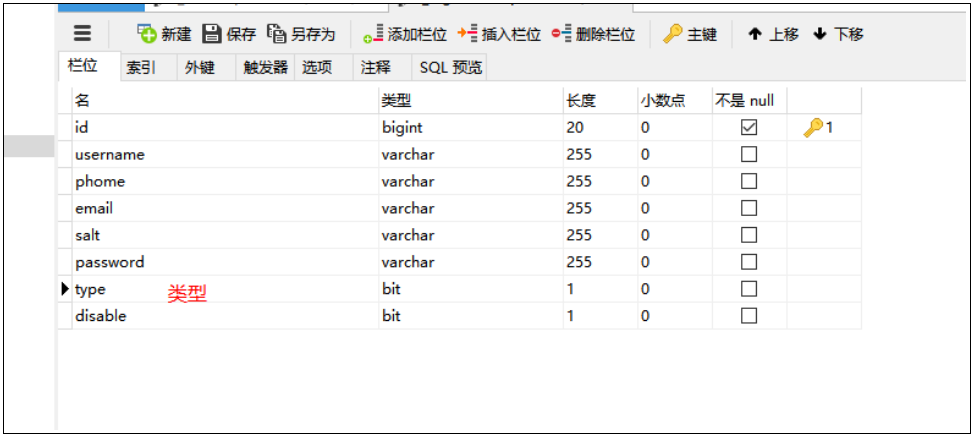 新建 保存 另存为 添加栏位 插入栏位 删除栏位 主键 上移 下移
栏位 索引 外键 触发器 选项 注释 SQL 预览
名 类型 长度 小数点 不是 null
id bigint 20 0 1
username varchar 255 0
phome varchar 255 0
email varchar 255 0
salt varchar 255 0
password varchar 255 0
type 类型 bit 1 0
disable bit 1 0